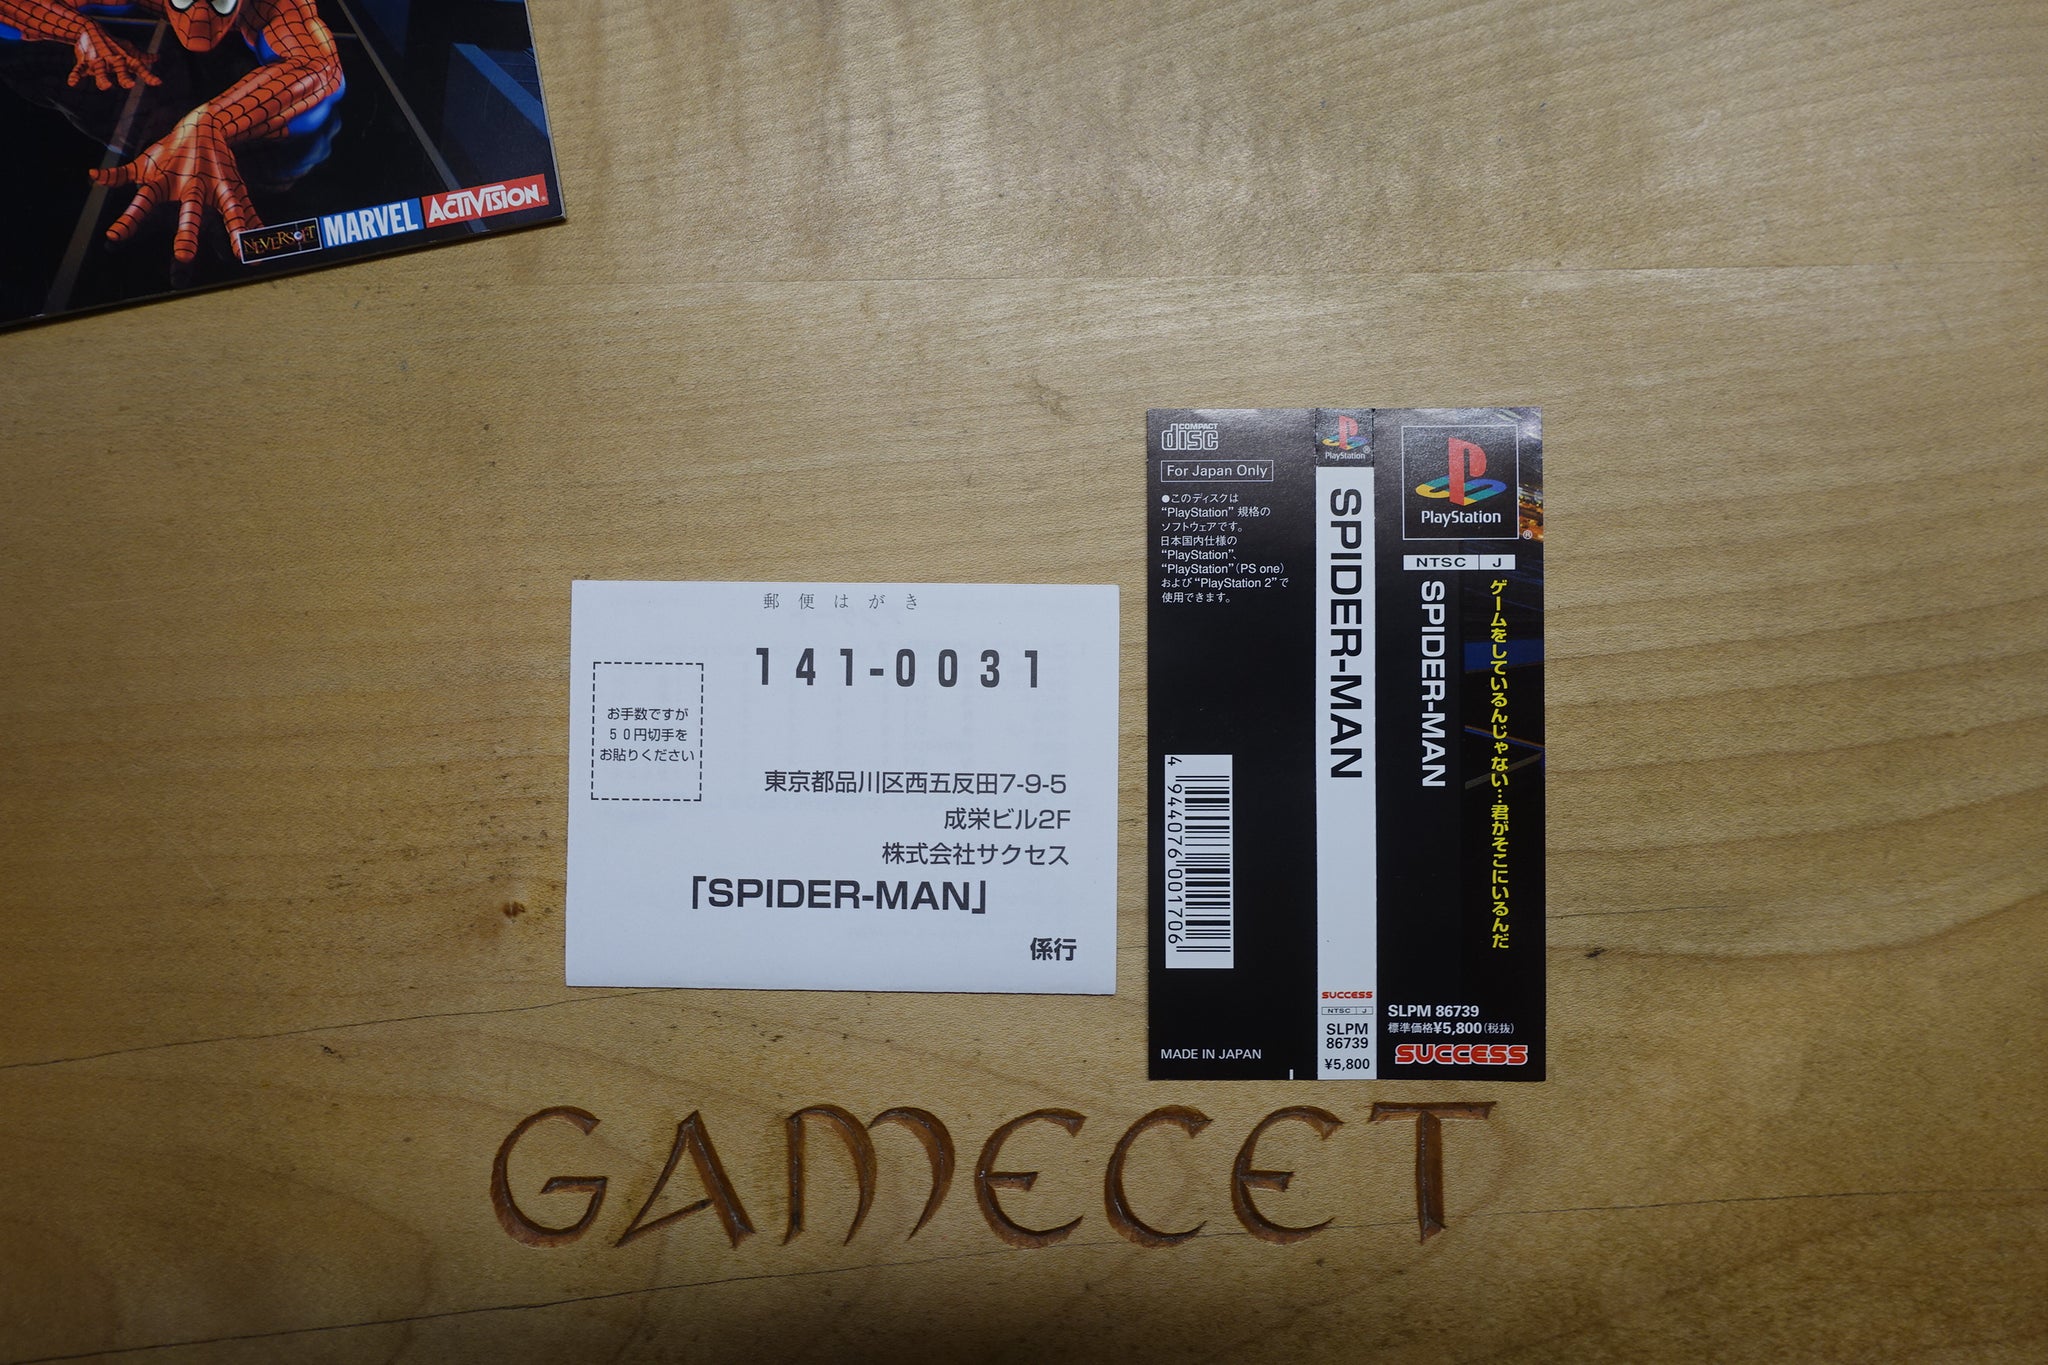 NEVERSOFT
MARVEL
ACTIVISION
郵便はがき
141-0031
お手数ですが
50円切手を
お貼りください
東京都品川区西五反田7-9-5
成栄ビル2F
株式会社サクセス
「SPIDER-MAN」
係行
COMPACT
disc
For Japan Only
●このディスクは
"PlayStation" 規格の
ソフトウェアです。
日本国内仕様の
"PlayStation"、
"PlayStation" (PS one)
および "PlayStation 2" で
使用できます。
4 944076 001706
MADE IN JAPAN
PlayStation
SPIDER-MAN
SUCCESS
NTSC J
SLPM
86739
¥5,800
PlayStation
NTSC J
SPIDER-MAN
ゲームをしているんじゃない…君がそこにいるんだ
SLPM 86739
標準価格¥5,800(税抜)
SUCCESS
GAMECET